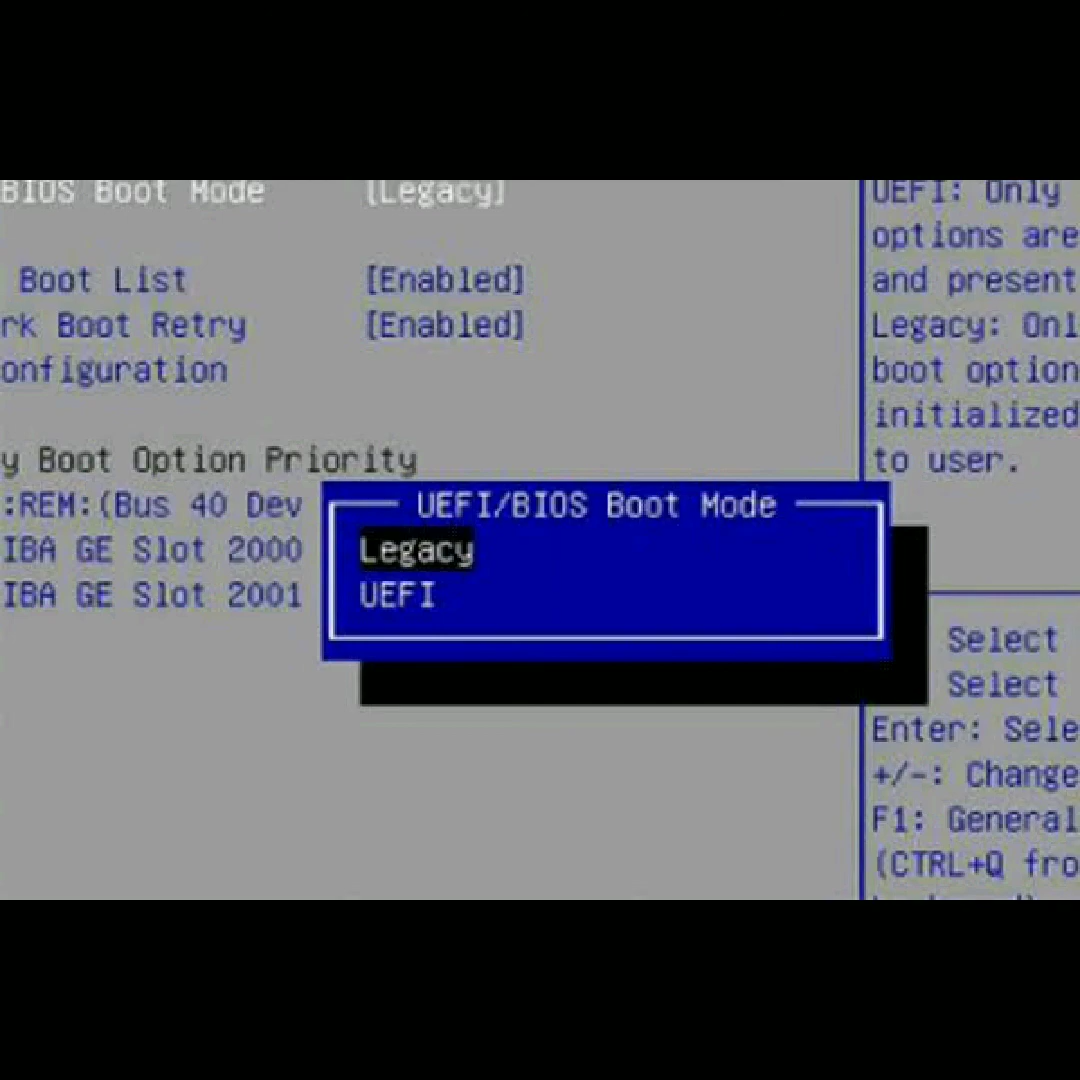 BIOS Boot Mode [Legacy]
Boot List [Enabled]
rk Boot Retry [Enabled]
onfiguration
y Boot Option Priority
:REM:(Bus 40 Dev
IBA GE Slot 2000
IBA GE Slot 2001
UEFI/BIOS Boot Mode
Legacy
UEFI
UEFI: Only
options are
and present
Legacy: Onl
boot option
initialized
to user.
Select
Select
Enter: Sele
+/-: Change
F1: General
(CTRL+Q fro